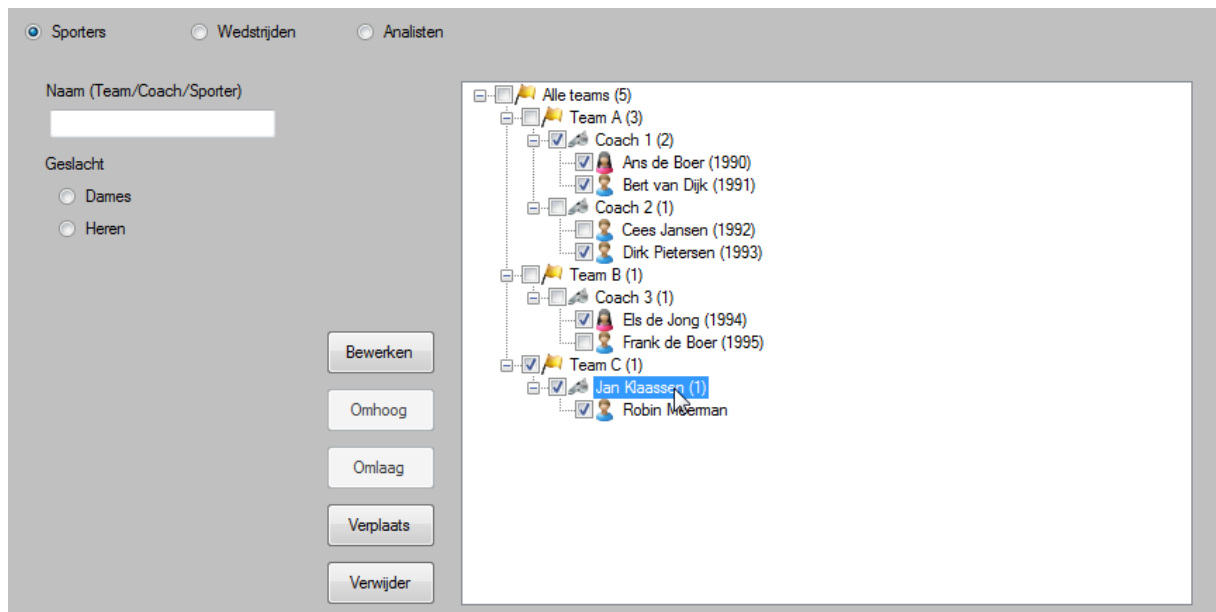 Sporters Wedstrijden Analisten
Naam (Team/Coach/Sporter)
Geslacht
Dames
Heren
Bewerken
Omhoog
Omlaag
Verplaats
Verwijder
Alle teams (5)
Team A (3)
Coach 1 (2)
Ans de Boer (1990)
Bert van Dijk (1991)
Coach 2 (1)
Cees Jansen (1992)
Dirk Pietersen (1993)
Team B (1)
Coach 3 (1)
Els de Jong (1994)
Frank de Boer (1995)
Team C (1)
Jan Klaassen (1)
Robin Meerman